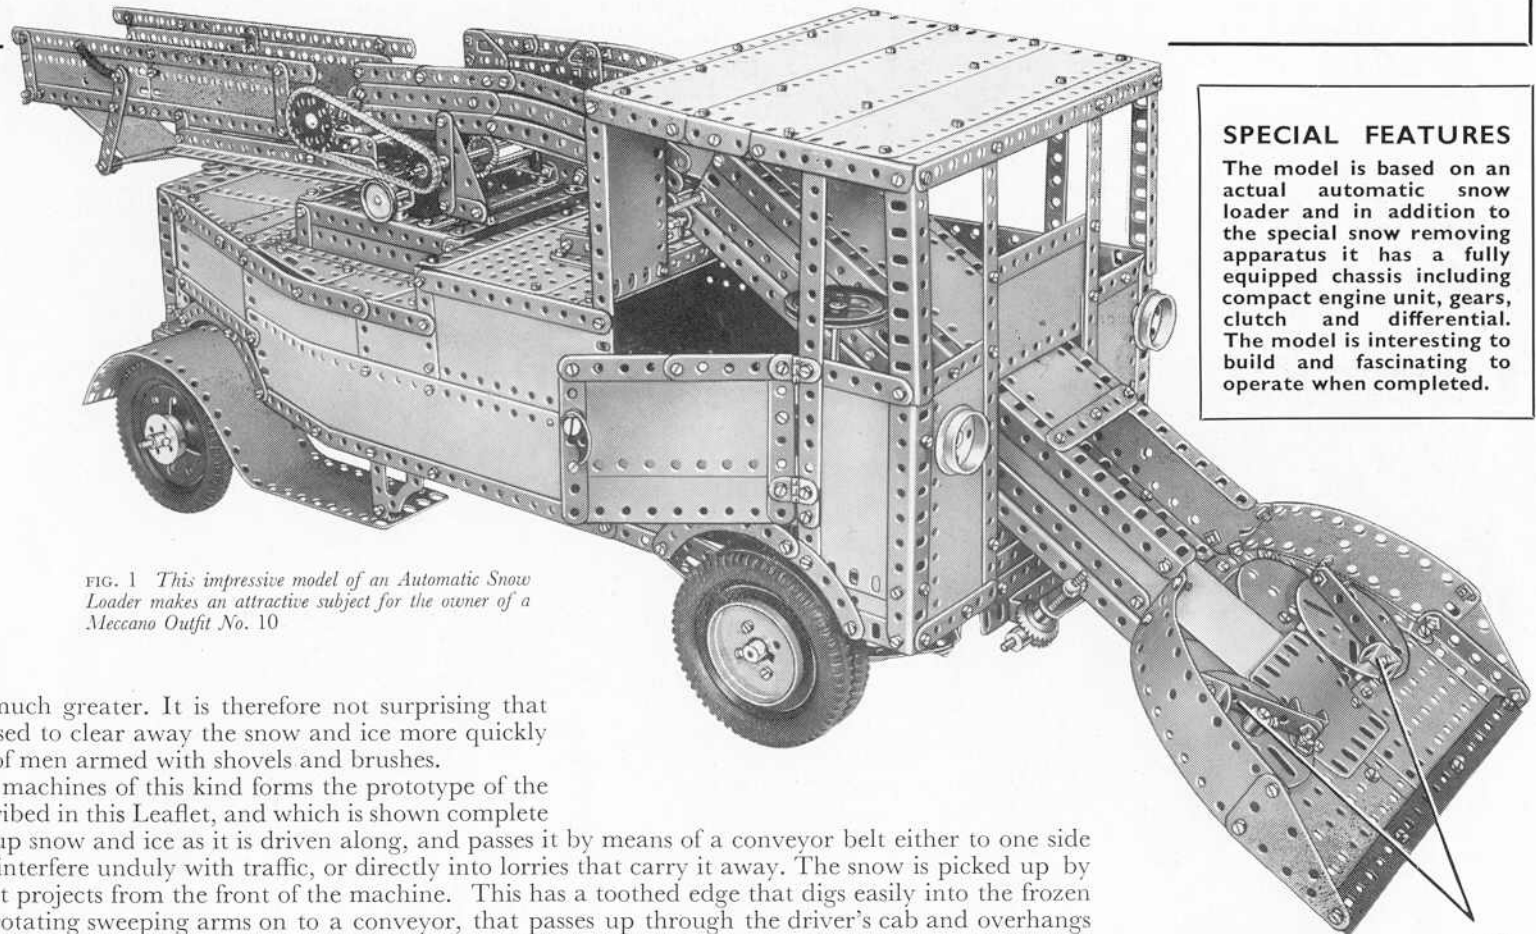 SPECIAL FEATURES
The model is based on an
actual automatic snow
loader and in addition to
the special snow removing
apparatus it has a fully
equipped chassis including
compact engine unit, gears,
clutch and differential.
The model is interesting to
build and fascinating to
operate when completed.
FIG. 1 This impressive model of an Automatic Snow
Loader makes an attractive subject for the owner of a
Meccano Outfit No. 10
much greater. It is therefore not surprising that
sed to clear away the snow and ice more quickly
of men armed with shovels and brushes.
machines of this kind forms the prototype of the
ribed in this Leaflet, and which is shown complete
up snow and ice as it is driven along, and passes it by means of a conveyor belt either to one side
interfere unduly with traffic, or directly into lorries that carry it away. The snow is picked up by
t projects from the front of the machine. This has a toothed edge that digs easily into the frozen
otating sweeping arms on to a conveyor, that passes up through the driver's cab and overhangs